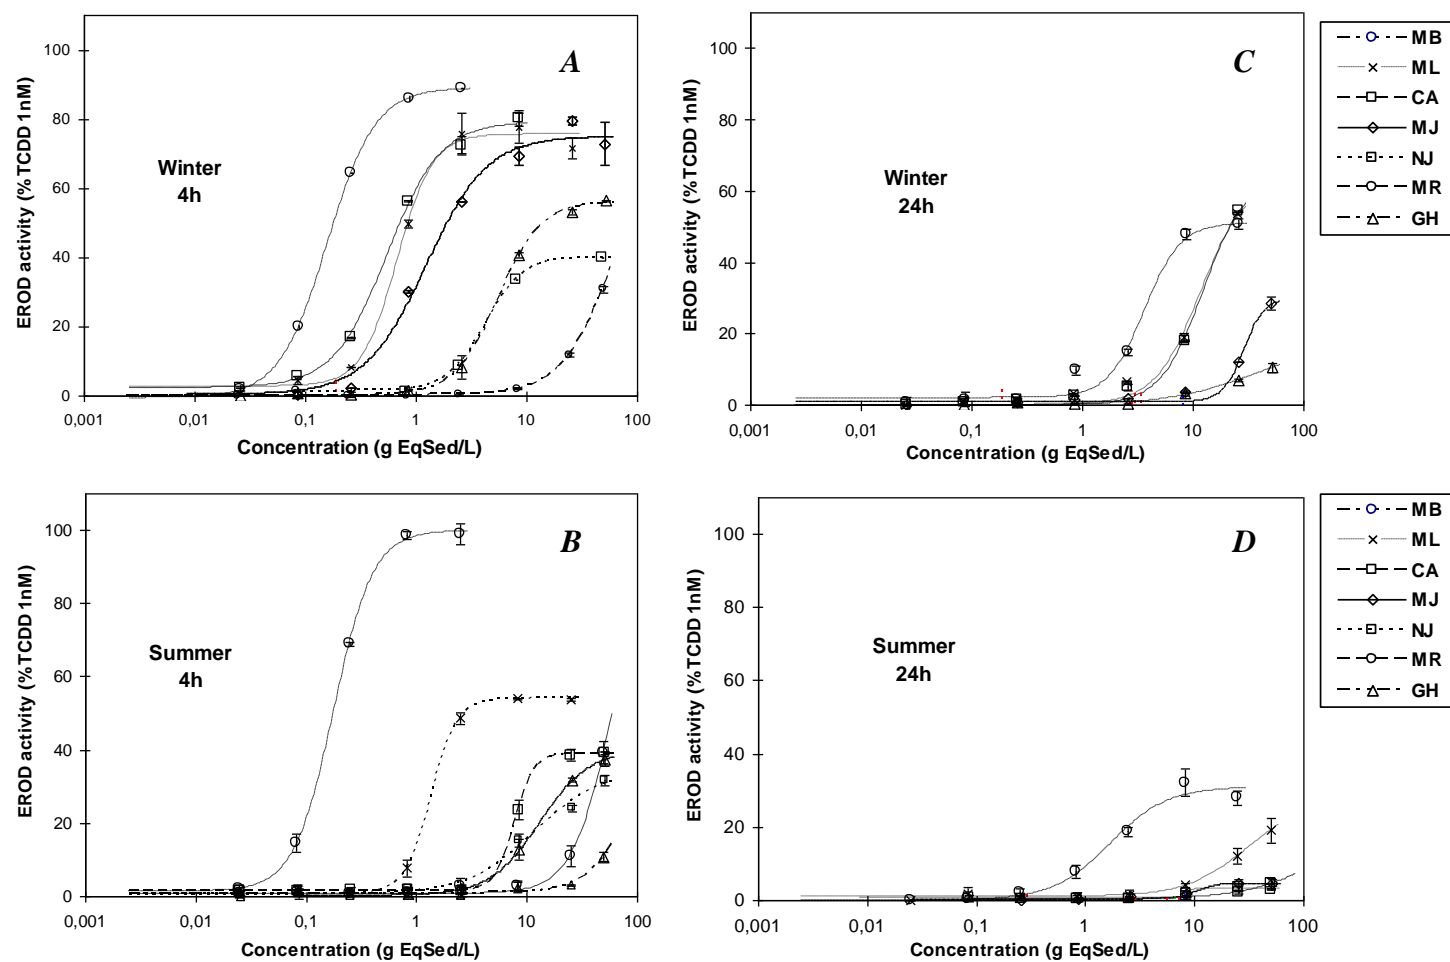 A
Winter
4h
EROD activity (%TCDD 1nM)
100
80
60
40
20
0
0,001
0,01
0,1
1
10
100
Concentration (g EqSed/L)
C
Winter
24h
EROD activity (%TCDD 1nM)
100
80
60
40
20
0
0,001
0,01
0,1
1
10
100
Concentration (g EqSed/L)
MB
ML
CA
MJ
NJ
MR
GH
B
Summer
4h
EROD activity (%TCDD 1nM)
100
80
60
40
20
0
0,001
0,01
0,1
1
10
100
Concentration (g EqSed/L)
D
Summer
24h
EROD activity (%TCDD 1nM)
100
80
60
40
20
0
0,001
0,01
0,1
1
10
100
Concentration (g EqSed/L)
MB
ML
CA
MJ
NJ
MR
GH